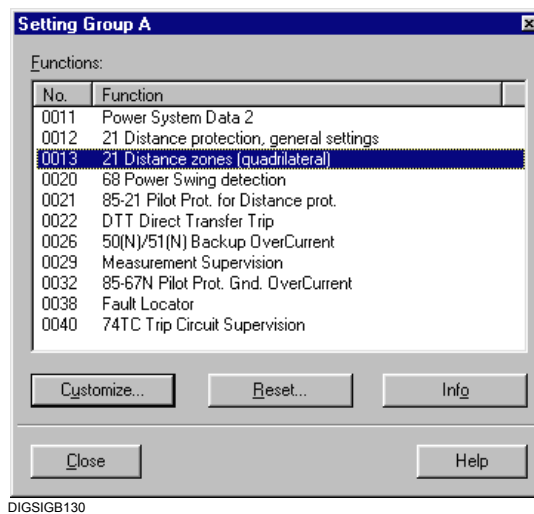 Setting Group A
Functions:
No. Function
0011 Power System Data 2
0012 21 Distance protection, general settings
0013 21 Distance zones (quadrilateral)
0020 68 Power Swing detection
0021 85-21 Pilot Prot. for Distance prot.
0022 DTT Direct Transfer Trip
0026 50(N)/51(N) Backup OverCurrent
0029 Measurement Supervision
0032 85-67N Pilot Prot. Gnd. OverCurrent
0038 Fault Locator
0040 74TC Trip Circuit Supervision
Customize... Reset... Info
Close Help
DIGSIGB130